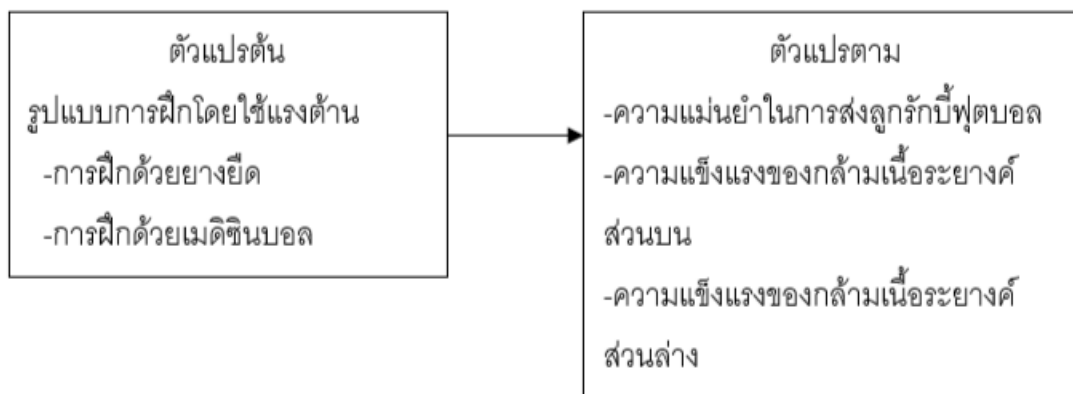 ตัวแปรต้น
รูปแบบการฝึกโดยใช้แรงต้าน
-การฝึกด้วยยางยืด
-การฝึกด้วยเมดิซินบอล
ตัวแปรตาม
-ความแม่นยำในการส่งลูกรักบี้ฟุตบอล
-ความแข็งแรงของกล้ามเนื้อระยางค์
ส่วนบน
-ความแข็งแรงของกล้ามเนื้อระยางค์
ส่วนล่าง